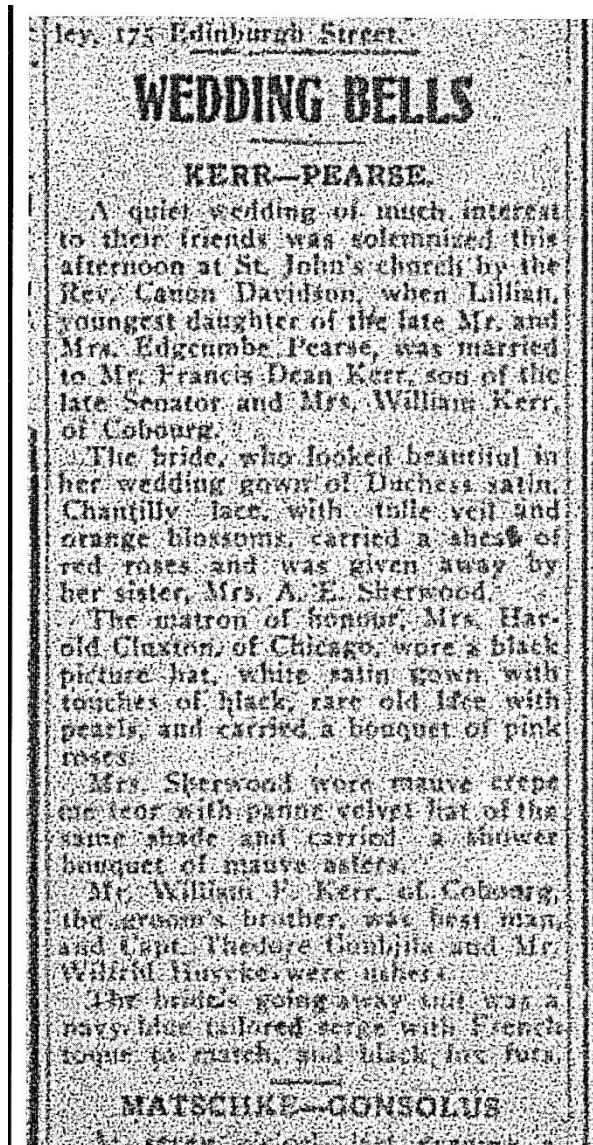 ley, 175 Edinburgh Street.
WEDDING BELLS
KERR—PEARSE.
A quiet wedding of much interest
to their friends was solemnized this
afternoon at St. John's church by the
Rev. Canon Davidson, when Lillian,
youngest daughter of the late Mr. and
Mrs. Edgcumbe Pearse, was married
to Mr. Francis Dean Kerr, son of the
late Senator and Mrs. William Kerr,
of Cobourg.
The bride, who looked beautiful in
her wedding gown of Duchess satin,
Chantilly lace, with tulle veil and
orange blossoms, carried a sheaf of
red roses and was given away by
her sister, Mrs. A. E. Sherwood.
The matron of honour, Mrs. Har-
old Cluxton, of Chicago, wore a black
picture hat, white satin gown with
touches of black, rare old lace with
pearls, and carried a bouquet of pink
roses.
Mrs. Sherwood wore mauve crepe
me teor with panne velvet hat of the
same shade and carried a shower
bouquet of mauve asters.
Mr. William F. Kerr, of Cobourg,
the groom's brother, was best man,
and Capt. Thedore and Mr.
Wilfrid were ushers.
The bride's going away suit was a
navy blue tailored serge with French
toque to match, and black fox furs.
MATSCHKE—GONSOLUS